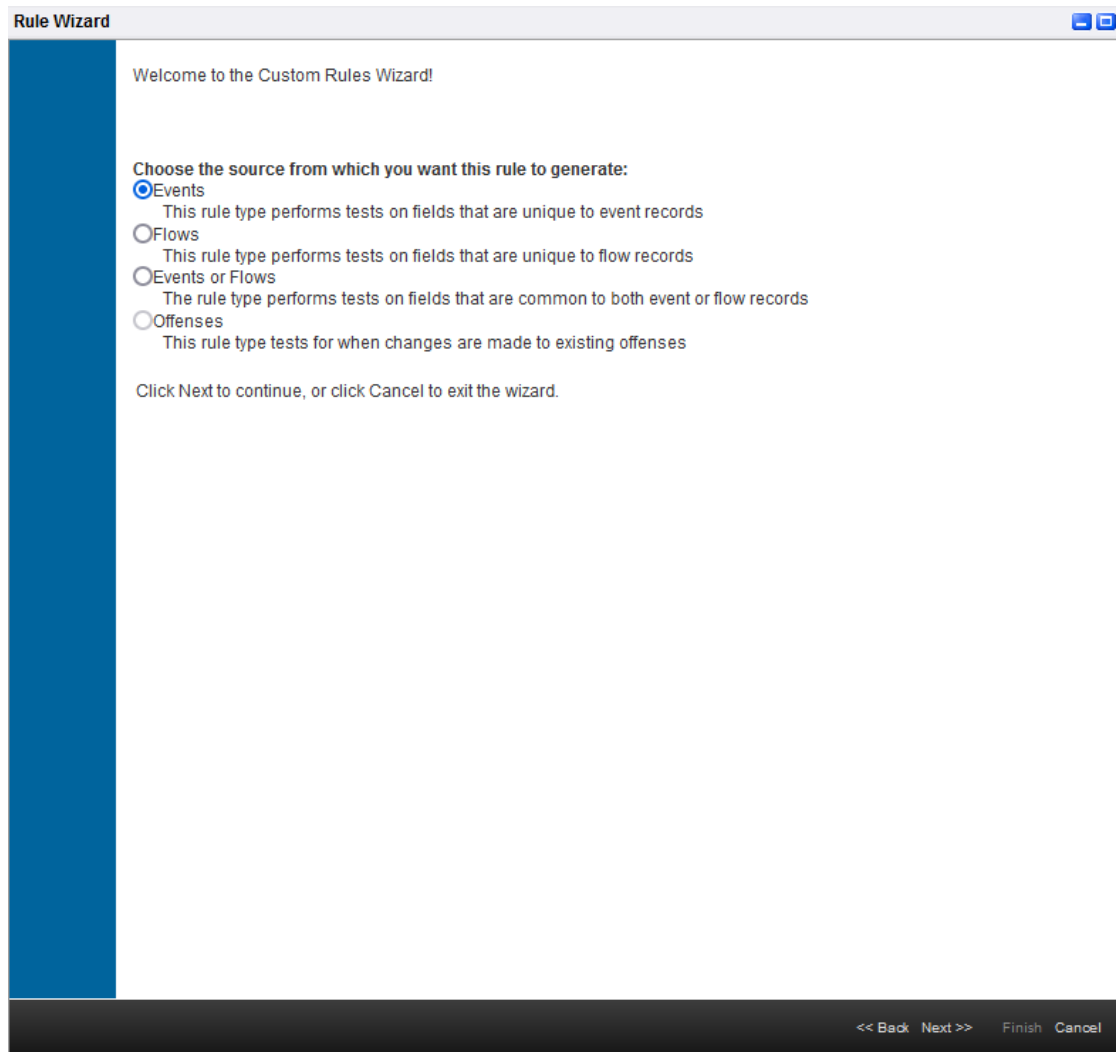 Rule Wizard
Welcome to the Custom Rules Wizard!
Choose the source from which you want this rule to generate:
Events
This rule type performs tests on fields that are unique to event records
Flows
This rule type performs tests on fields that are unique to flow records
Events or Flows
The rule type performs tests on fields that are common to both event or flow records
Offenses
This rule type tests for when changes are made to existing offenses
Click Next to continue, or click Cancel to exit the wizard.
<< Back Next >> Finish Cancel